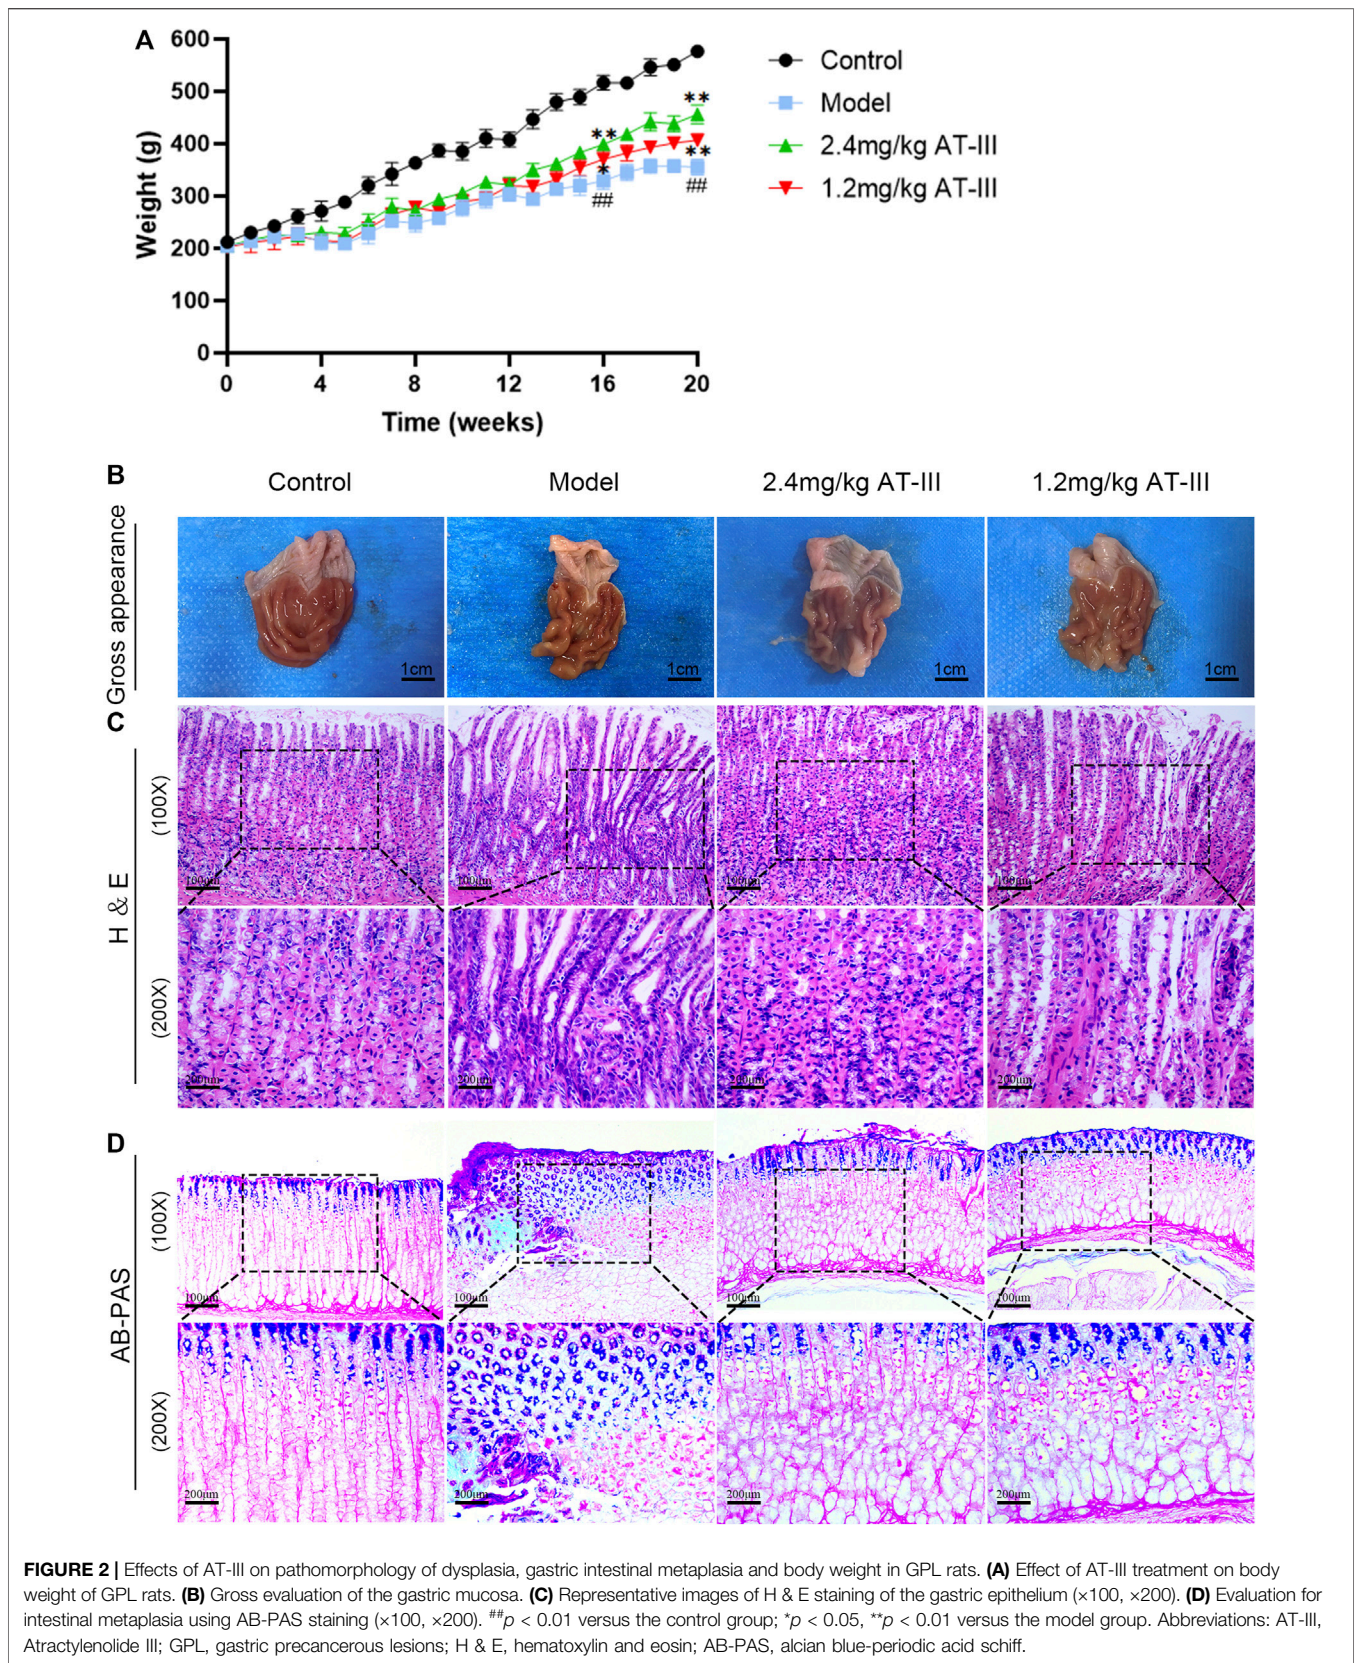 A
600
500
400
300
200
100
0
Weight (g)
0 4 8 12 16 20
Time (weeks)
** * ##
** ** ##
Control
Model
2.4mg/kg AT-III
1.2mg/kg AT-III
B
Control Model 2.4mg/kg AT-III 1.2mg/kg AT-III
Gross appearance
1cm 1cm 1cm 1cm
C
H & E
(100X)
100μm 100μm 100μm 100μm
(200X)
200μm 200μm 200μm 200μm
D
AB-PAS
(100X)
100μm 100μm 100μm 100μm
(200X)
200μm 200μm 200μm 200μm
FIGURE 2 | Effects of AT-III on pathomorphology of dysplasia, gastric intestinal metaplasia and body weight in GPL rats. (A) Effect of AT-III treatment on body
weight of GPL rats. (B) Gross evaluation of the gastric mucosa. (C) Representative images of H & E staining of the gastric epithelium (×100, ×200). (D) Evaluation for
intestinal metaplasia using AB-PAS staining (×100, ×200). ##p < 0.01 versus the control group; *p < 0.05, **p < 0.01 versus the model group. Abbreviations: AT-III,
Atractylenolide III; GPL, gastric precancerous lesions; H & E, hematoxylin and eosin; AB-PAS, alcian blue-periodic acid schiff.